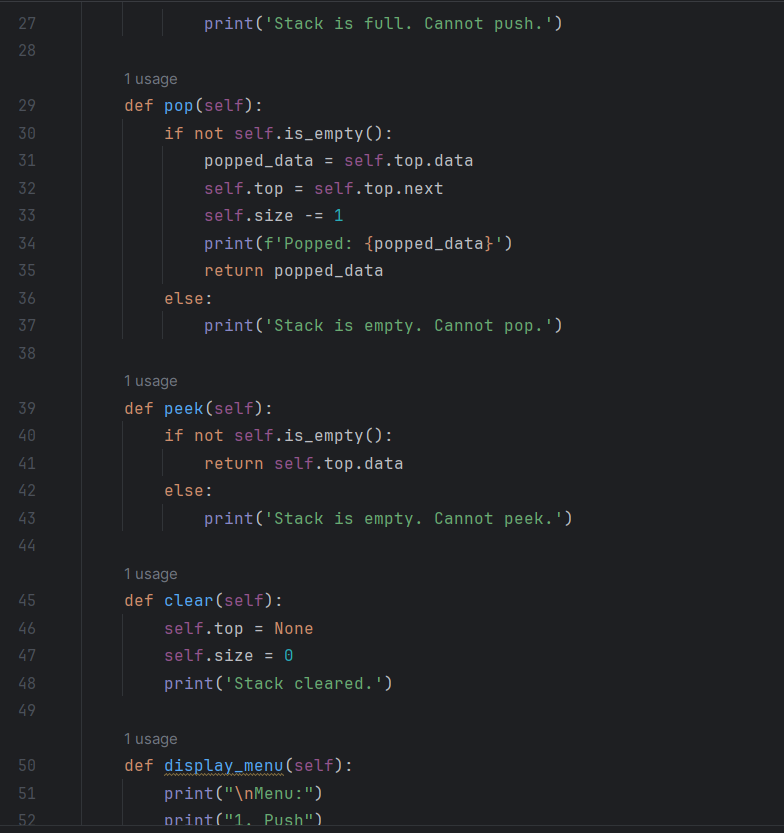 27 print('Stack is full. Cannot push.')
28
1 usage
29 def pop(self):
30 if not self.is_empty():
31 popped_data = self.top.data
32 self.top = self.top.next
33 self.size -= 1
34 print(f'Popped: {popped_data}')
35 return popped_data
36 else:
37 print('Stack is empty. Cannot pop.')
38
1 usage
39 def peek(self):
40 if not self.is_empty():
41 return self.top.data
42 else:
43 print('Stack is empty. Cannot peek.')
44
1 usage
45 def clear(self):
46 self.top = None
47 self.size = 0
48 print('Stack cleared.')
49
1 usage
50 def display_menu(self):
51 print("\nMenu:")
52 print("1. Push")